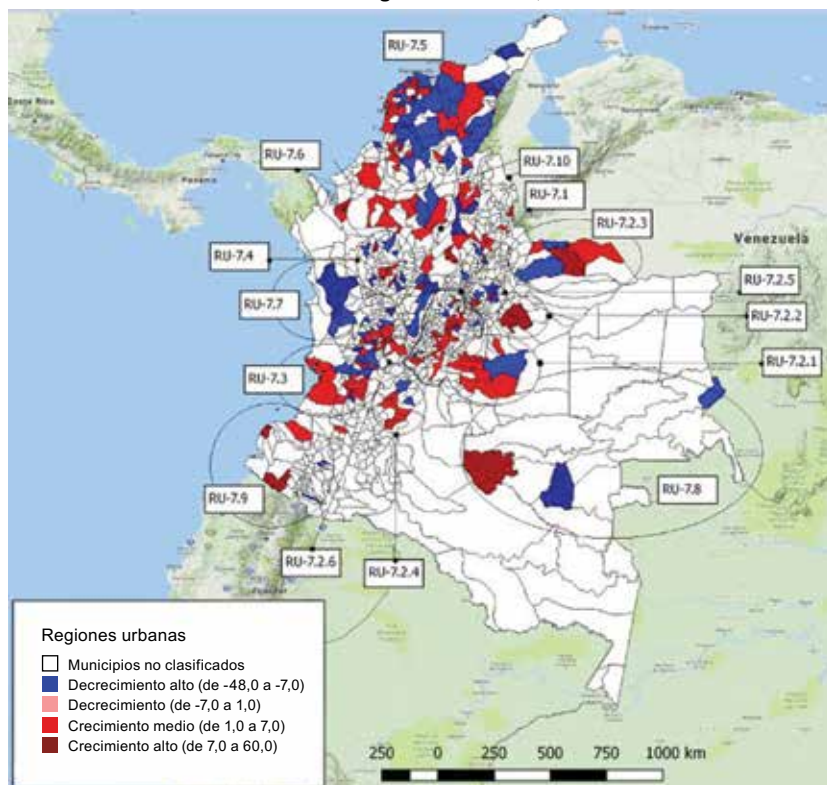 RU-7.5
Costa Rica
Panamá
RU-7.6
RU-7.10
RU-7.1
RU-7.2.3
Venezuela
RU-7.4
RU-7.2.5
RU-7.7
RU-7.2.2
RU-7.3
RU-7.2.1
RU-7.9
RU-7.8
RU-7.2.6
RU-7.2.4
Regiones urbanas
Municipios no clasificados
Decrecimiento alto (de -48,0 a -7,0)
Decrecimiento (de -7,0 a 1,0)
Crecimiento medio (de 1,0 a 7,0)
Crecimiento alto (de 7,0 a 60,0)
250 0 250 500 750 1000 km